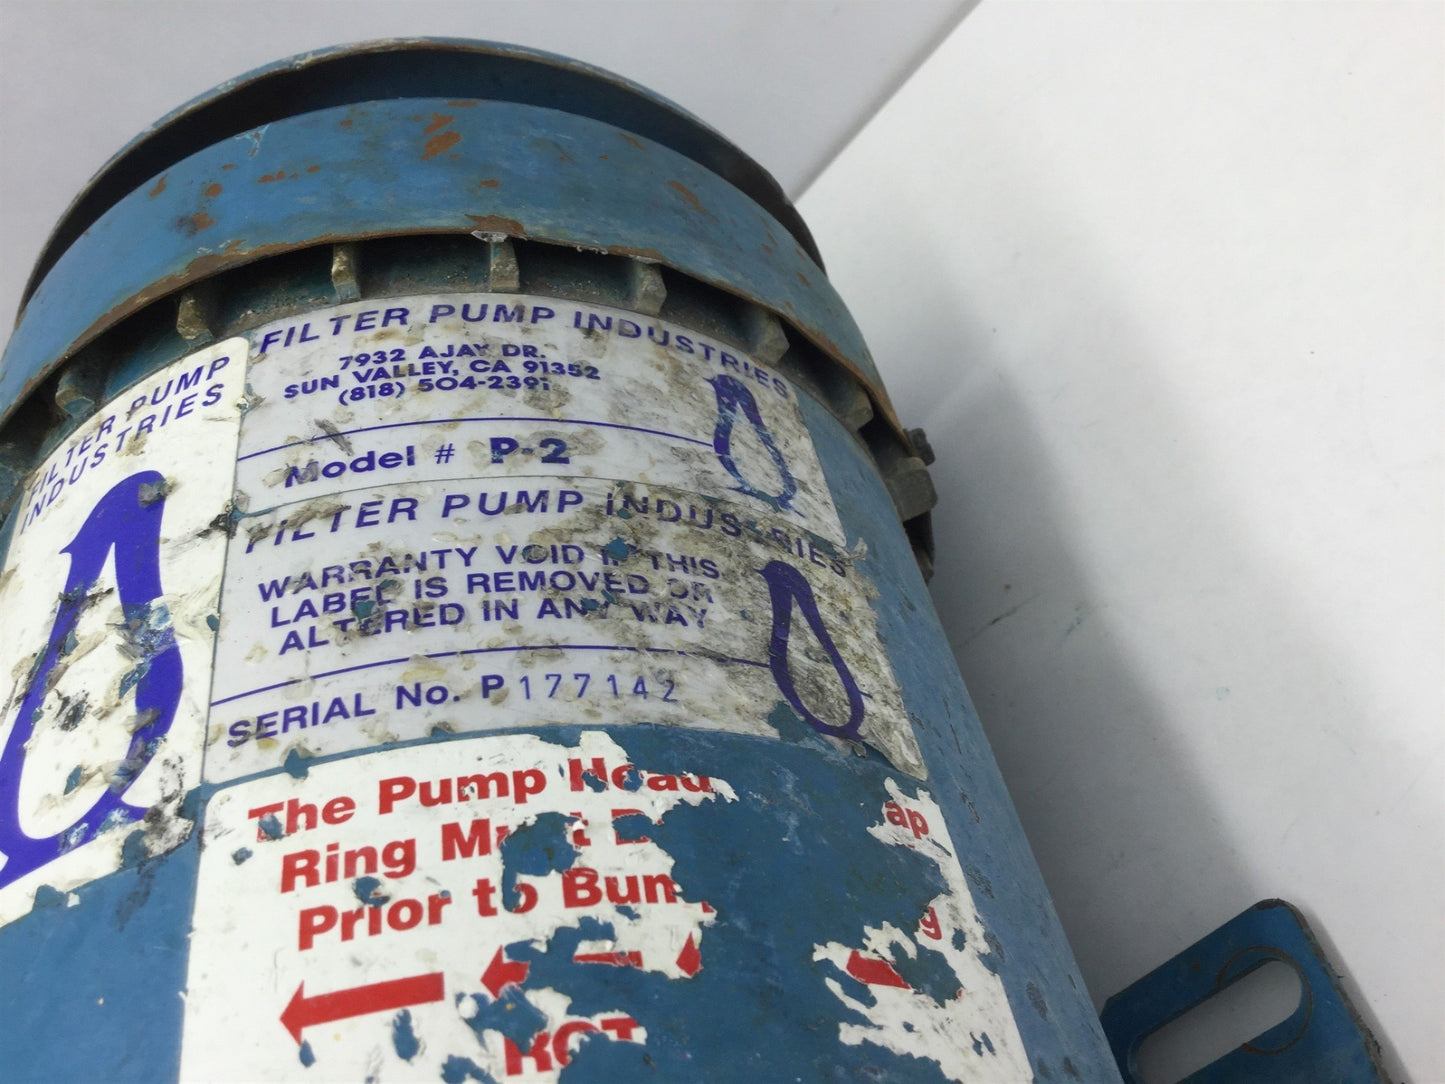 FILTER PUMP
INDUSTRIES
FILTER PUMP INDUSTRIES
7932 AJAY DR.
SUN VALLEY, CA 91352
(818) 504-2391
Model # P-2
FILTER PUMP INDUSTRIES
WARRANTY VOID IF THIS
LABEL IS REMOVED OR
ALTERED IN ANY WAY
SERIAL No. P177142
The Pump Head
Ring Must
Prior to